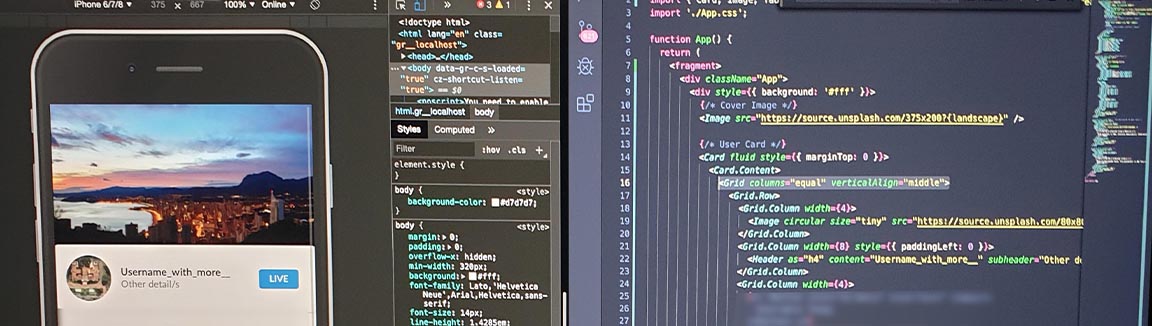 iPhone 6/7/8 ▾ 375 × 667 100% ▾ Online ▾
Username_with_more__
Other detail/s
LIVE
» 3 1 ⋮ ×
<!doctype html>
<html lang="en" class=
"gr__localhost">
▶<head>…</head>
…▼<body data-gr-c-s-loaded=
"true" cz-shortcut-listen=
"true"> == $0
<noscript>You need to enable
html.gr__localhost body
Styles Computed »
Filter :hov .cls +
element.style {
}
body { <style>
background-color: #d7d7d7;
}
body { <style>
margin:▶ 0;
padding:▶ 0;
overflow-x: hidden;
min-width: 320px;
background:▶ #fff;
font-family: Lato,'Helvetica
Neue',Arial,Helvetica,sans-
serif;
font-size: 14px;
line-height: 1.4285em;
3 import './App.css';
4
5 function App() {
6 return (
7 <fragment>
8 <div className="App">
9 <div style={{ background: '#fff' }}>
10 {/* Cover Image */}
11 <Image src="https://source.unsplash.com/375x200?{landscape}" />
12
13 {/* User Card */}
14 <Card fluid style={{ marginTop: 0 }}>
15 <Card.Content>
16 <Grid columns="equal" verticalAlign="middle">
17 <Grid.Row>
18 <Grid.Column width={4}>
19 <Image circular size="tiny" src="https://source.unsplash.com/80x8
20 </Grid.Column>
21 <Grid.Column width={8} style={{ paddingLeft: 0 }}>
22 <Header as="h4" content="Username_with_more__" subheader="Other de
23 </Grid.Column>
24 <Grid.Column width={4}>
25
26
27